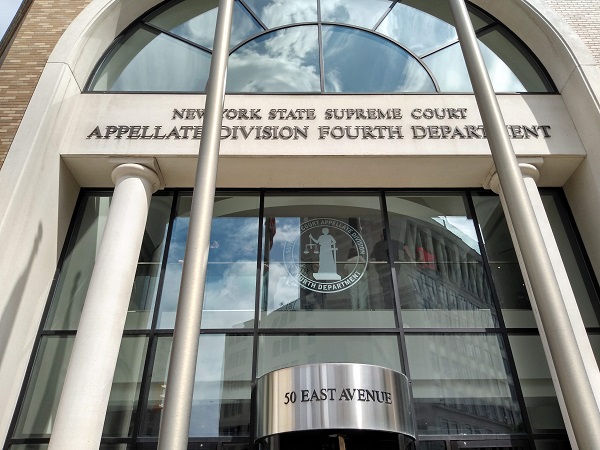 NEW YORK STATE SUPREME COURT
APPELLATE DIVISION FOURTH DEPARTMENT
COURT APPELLATE DIVISION
FOURTH DEPARTMENT
50 EAST AVENUE